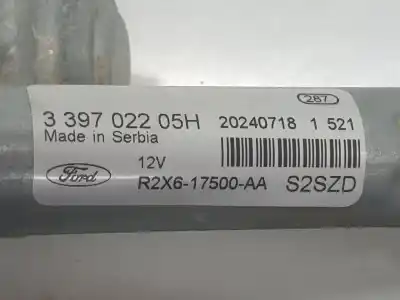 287
3 397 022 05H 20240718 1 521
Made in Serbia
12V
Ford R2X6-17500-AA S2SZD